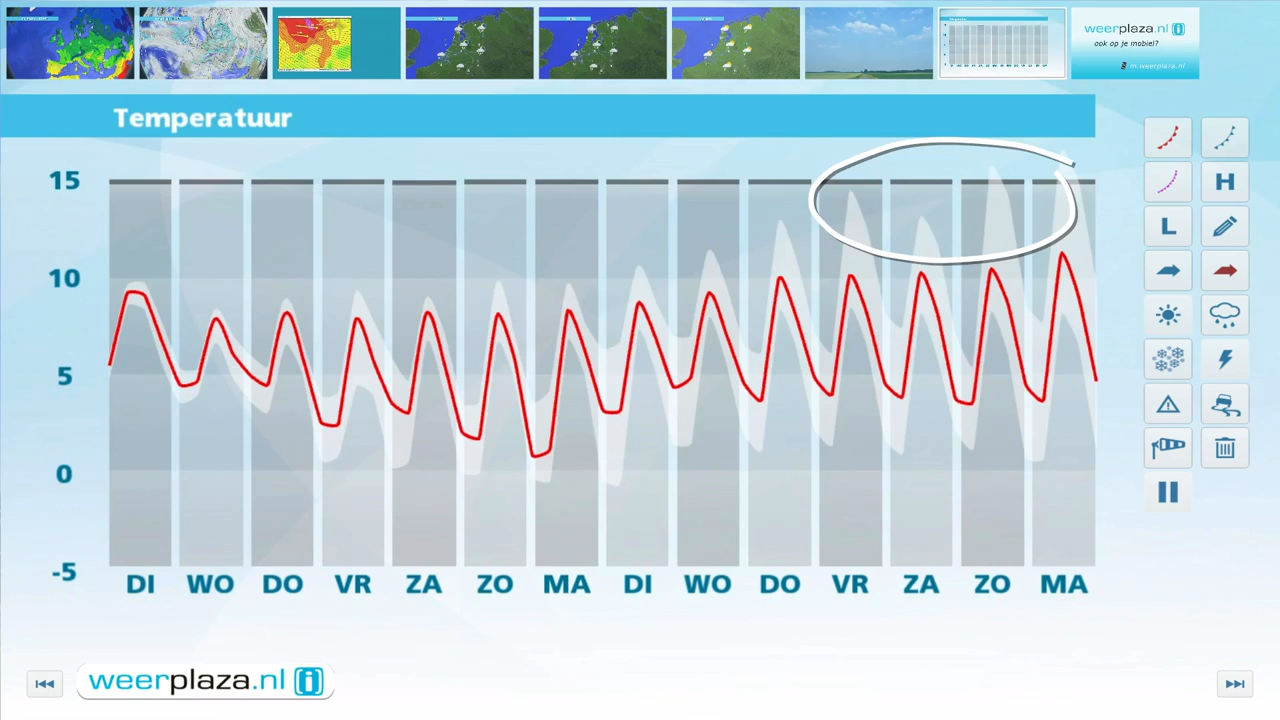 weerplaza.nl
ook op je mobiel?
m.weerplaza.nl
Temperatuur
15
10
5
0
-5
DI WO DO VR ZA ZO MA DI WO DO VR ZA ZO MA
H
L
weerplaza.nl